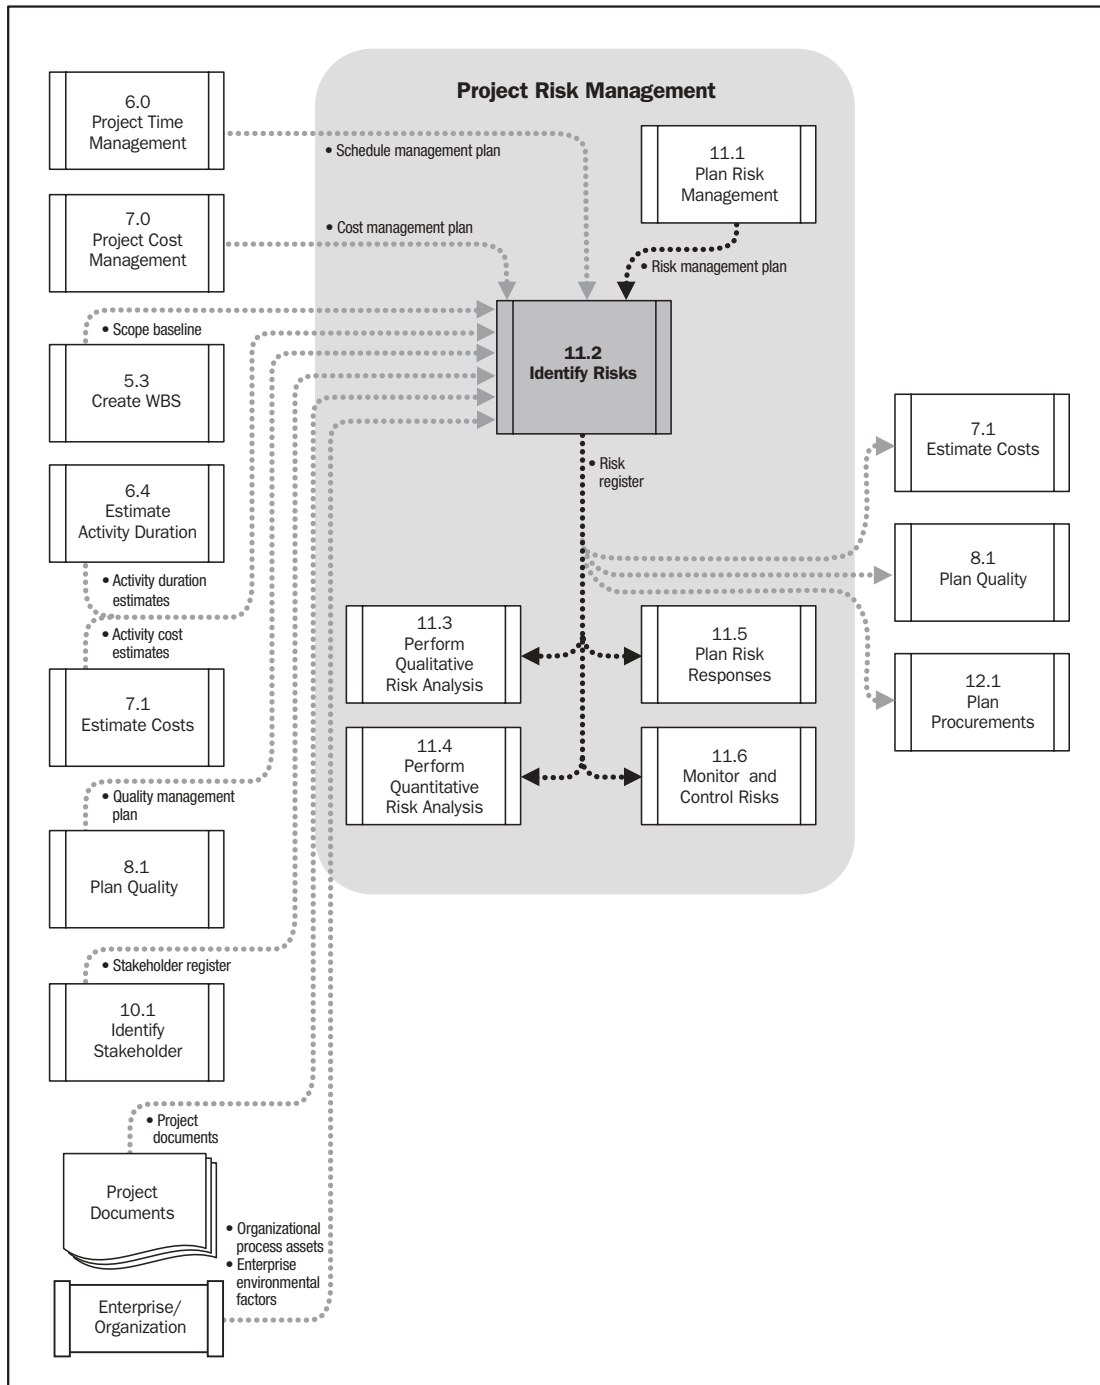 Project Risk Management
6.0
Project Time
Management
• Schedule management plan
11.1
Plan Risk
Management
7.0
Project Cost
Management
• Cost management plan
• Risk management plan
• Scope baseline
5.3
Create WBS
11.2
Identify Risks
• Risk
register
7.1
Estimate Costs
6.4
Estimate
Activity Duration
8.1
Plan Quality
• Activity duration
estimates
• Activity cost
estimates
11.3
Perform
Qualitative
Risk Analysis
11.5
Plan Risk
Responses
12.1
Plan
Procurements
7.1
Estimate Costs
11.4
Perform
Quantitative
Risk Analysis
11.6
Monitor and
Control Risks
• Quality management
plan
8.1
Plan Quality
• Stakeholder register
10.1
Identify
Stakeholder
• Project
documents
Project
Documents
• Organizational
process assets
• Enterprise
environmental
factors
Enterprise/
Organization